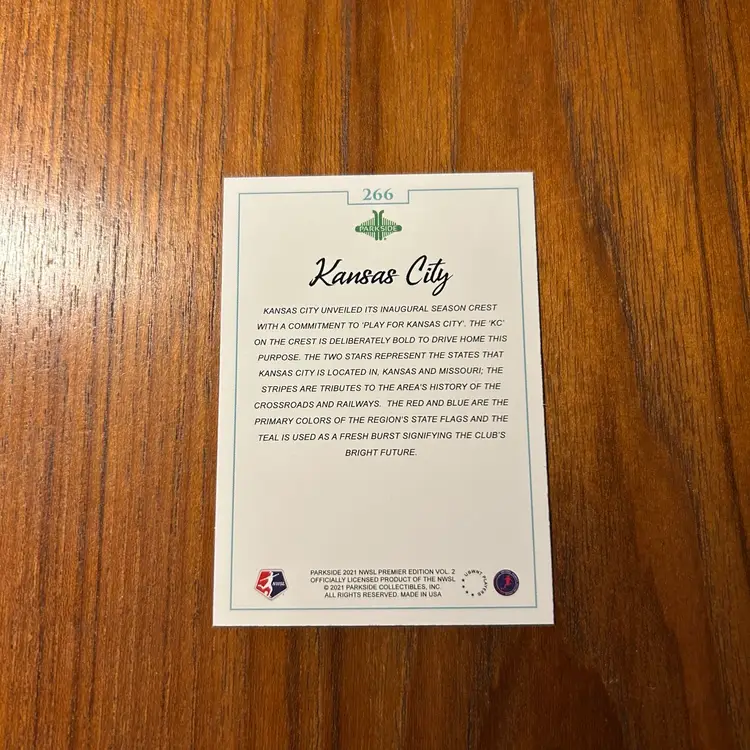 266
PARKSIDE
Kansas City
KANSAS CITY UNVEILED ITS INAUGURAL SEASON CREST
WITH A COMMITMENT TO 'PLAY FOR KANSAS CITY'. THE 'KC'
ON THE CREST IS DELIBERATELY BOLD TO DRIVE HOME THIS
PURPOSE. THE TWO STARS REPRESENT THE STATES THAT
KANSAS CITY IS LOCATED IN, KANSAS AND MISSOURI; THE
STRIPES ARE TRIBUTES TO THE AREA'S HISTORY OF THE
CROSSROADS AND RAILWAYS. THE RED AND BLUE ARE THE
PRIMARY COLORS OF THE REGION'S STATE FLAGS AND THE
TEAL IS USED AS A FRESH BURST SIGNIFYING THE CLUB'S
BRIGHT FUTURE.
NWSL
PARKSIDE 2021 NWSL PREMIER EDITION VOL. 2
OFFICIALLY LICENSED PRODUCT OF THE NWSL
© 2021 PARKSIDE COLLECTIBLES, INC.
ALL RIGHTS RESERVED. MADE IN USA
USWNT PLAYERS